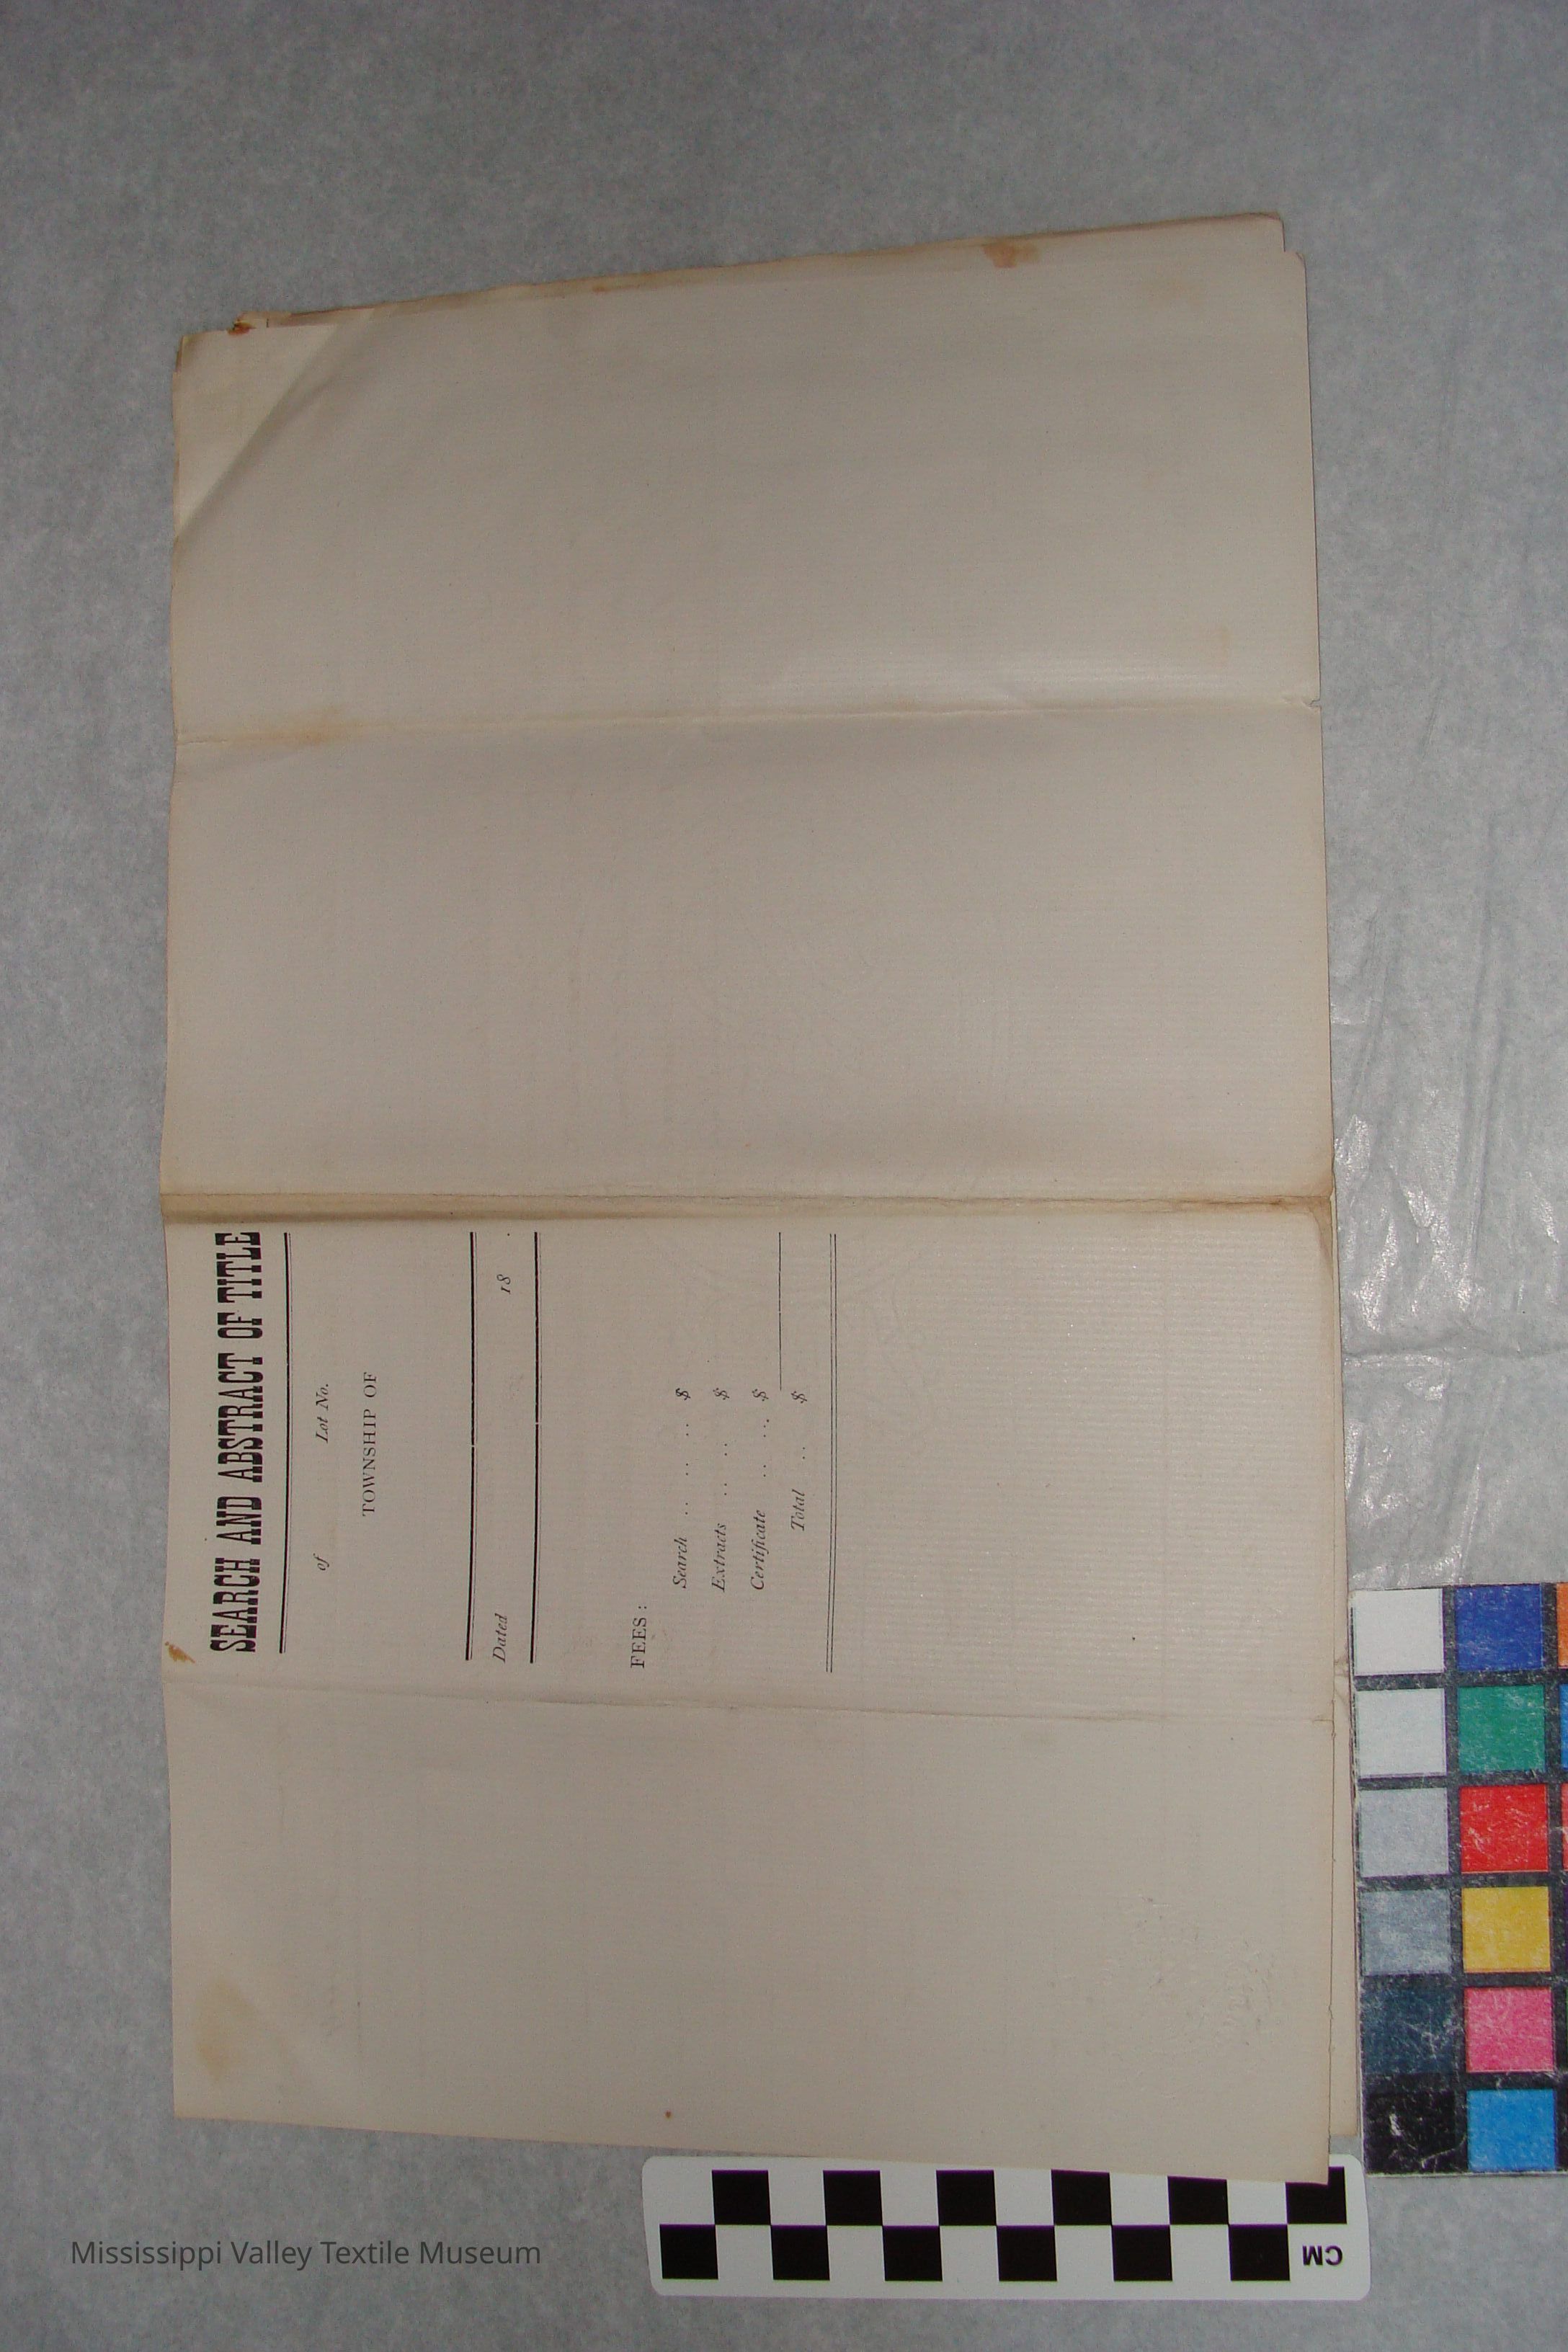 SEARCH AND ABSTRACT OF TITLE
of Lot No.
TOWNSHIP OF
Dated 18 .
FEES :
Search .. .. .. $
Extracts .. .. $
Certificate .. .. $
Total .. $
CM
Mississippi Valley Textile Museum